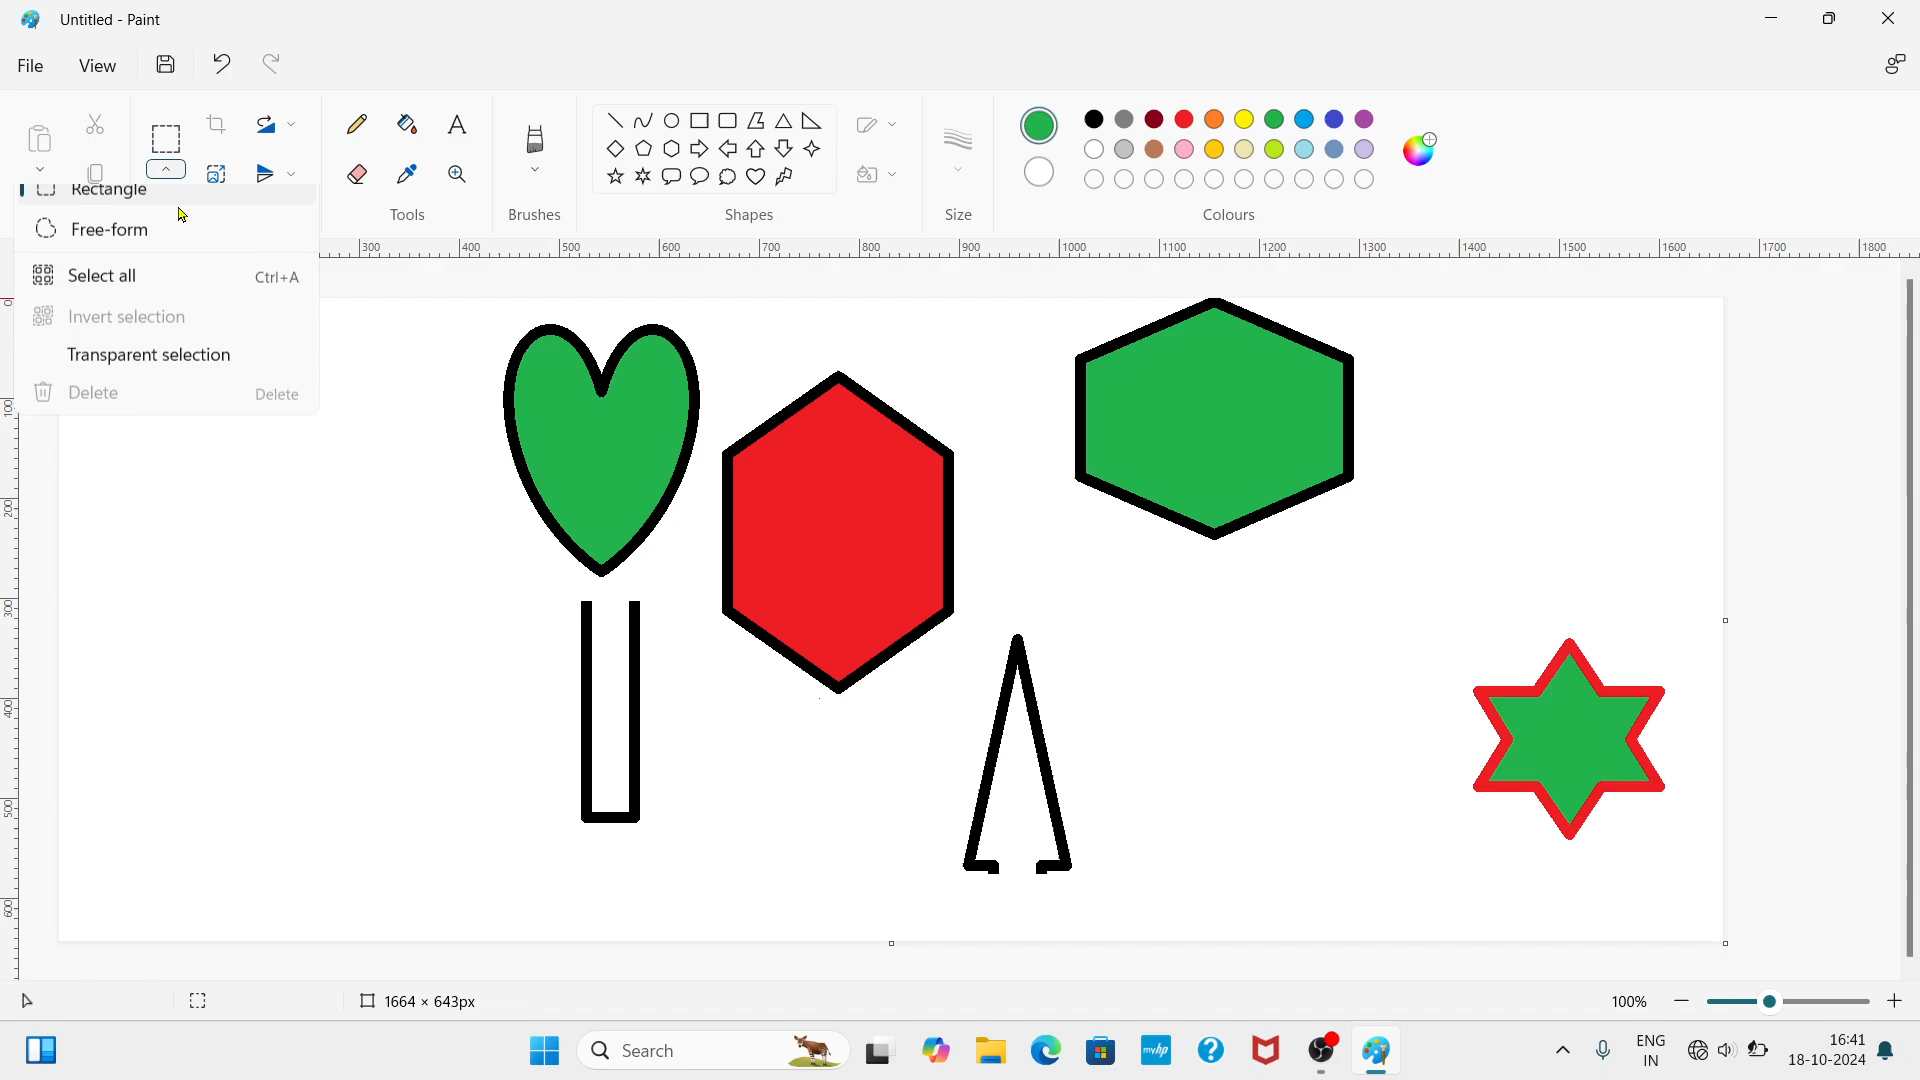 Untitled - Paint
File View
Rectangle
Free-form
Select all Ctrl+A
Invert selection
Transparent selection
Delete Delete
Tools
Brushes
Shapes
Size
Colours
300 400 500 600 700 800 900 1000 1100 1200 1300 1400 1500 1600 1700 1800
0
100
200
300
400
500
600
1664 × 643px
100%
Search
myhp
ENG
IN
16:41
18-10-2024